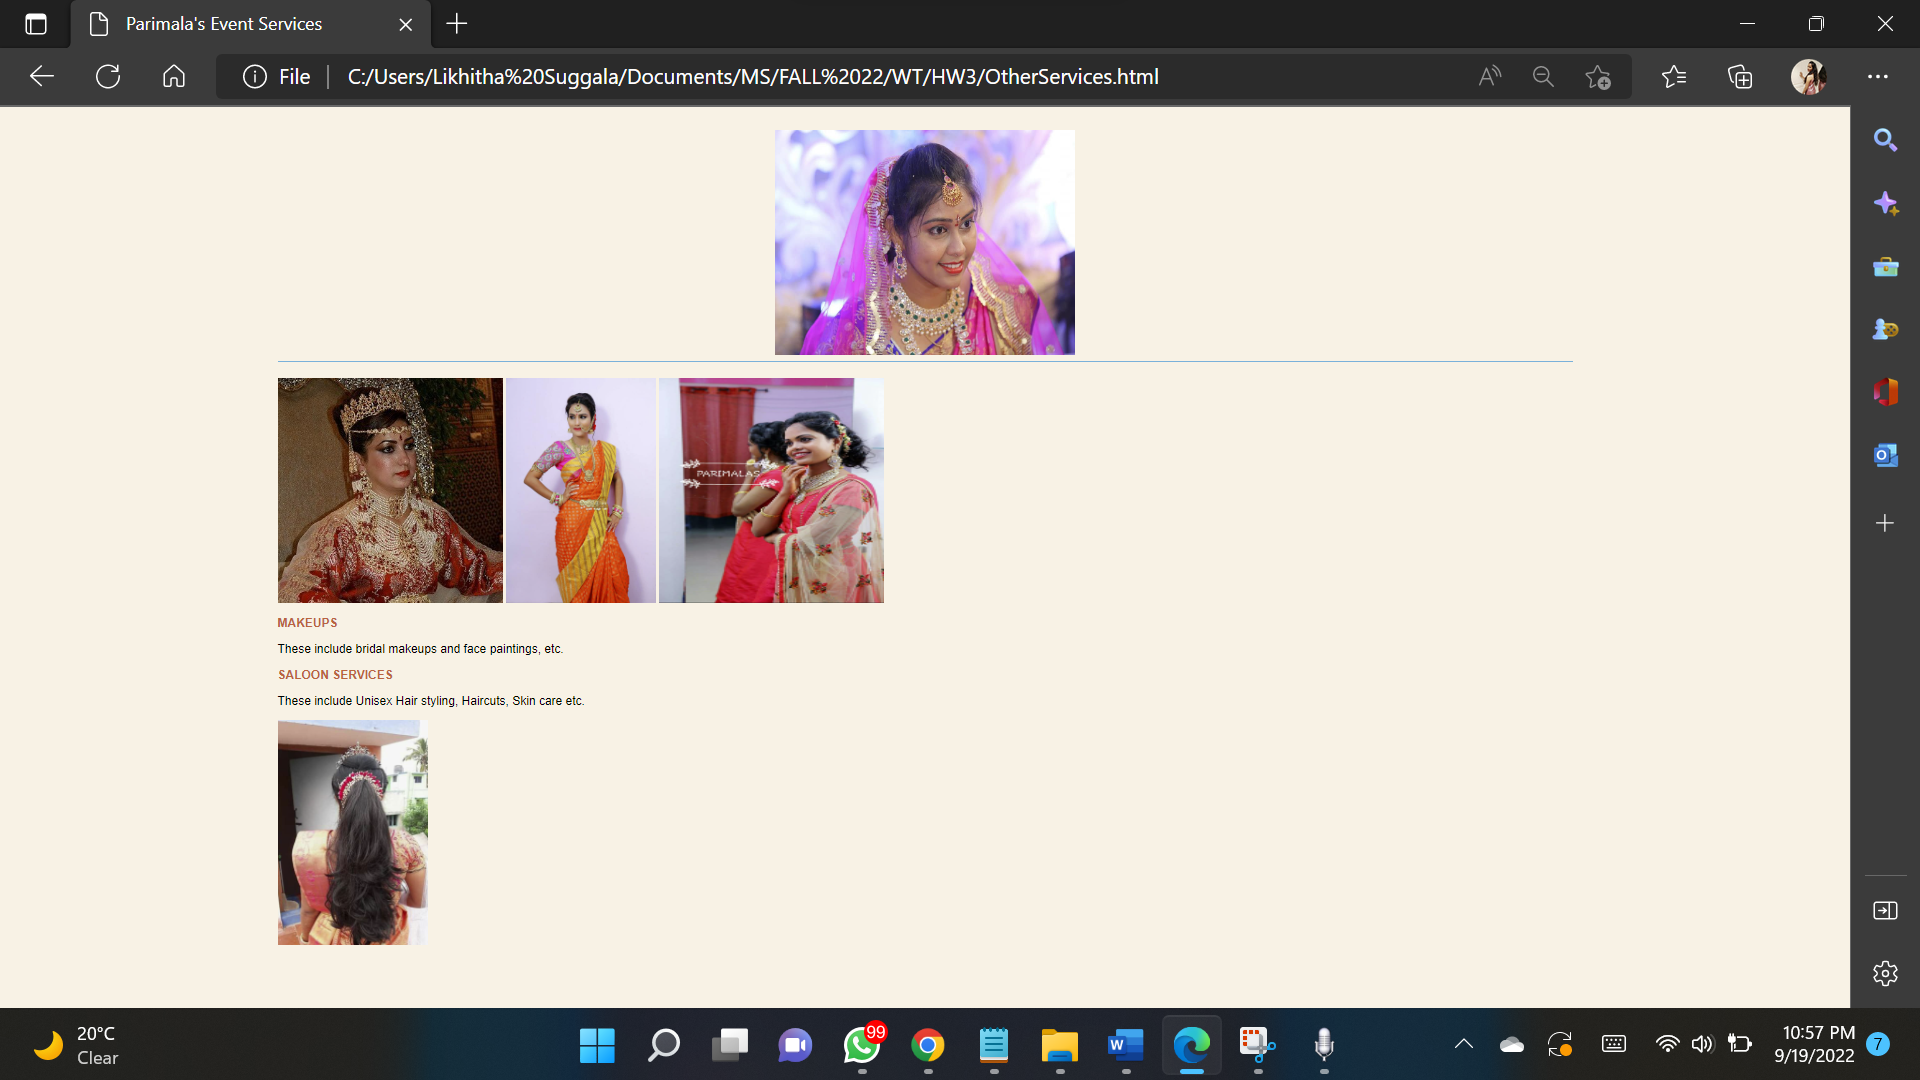 Parimala's Event Services
File
C:/Users/Likhitha%20Suggala/Documents/MS/FALL%2022/WT/HW3/OtherServices.html
PARIMALAS
MAKEUPS
These include bridal makeups and face paintings, etc.
SALOON SERVICES
These include Unisex Hair styling, Haircuts, Skin care etc.
20°C
Clear
99
10:57 PM
9/19/2022
7